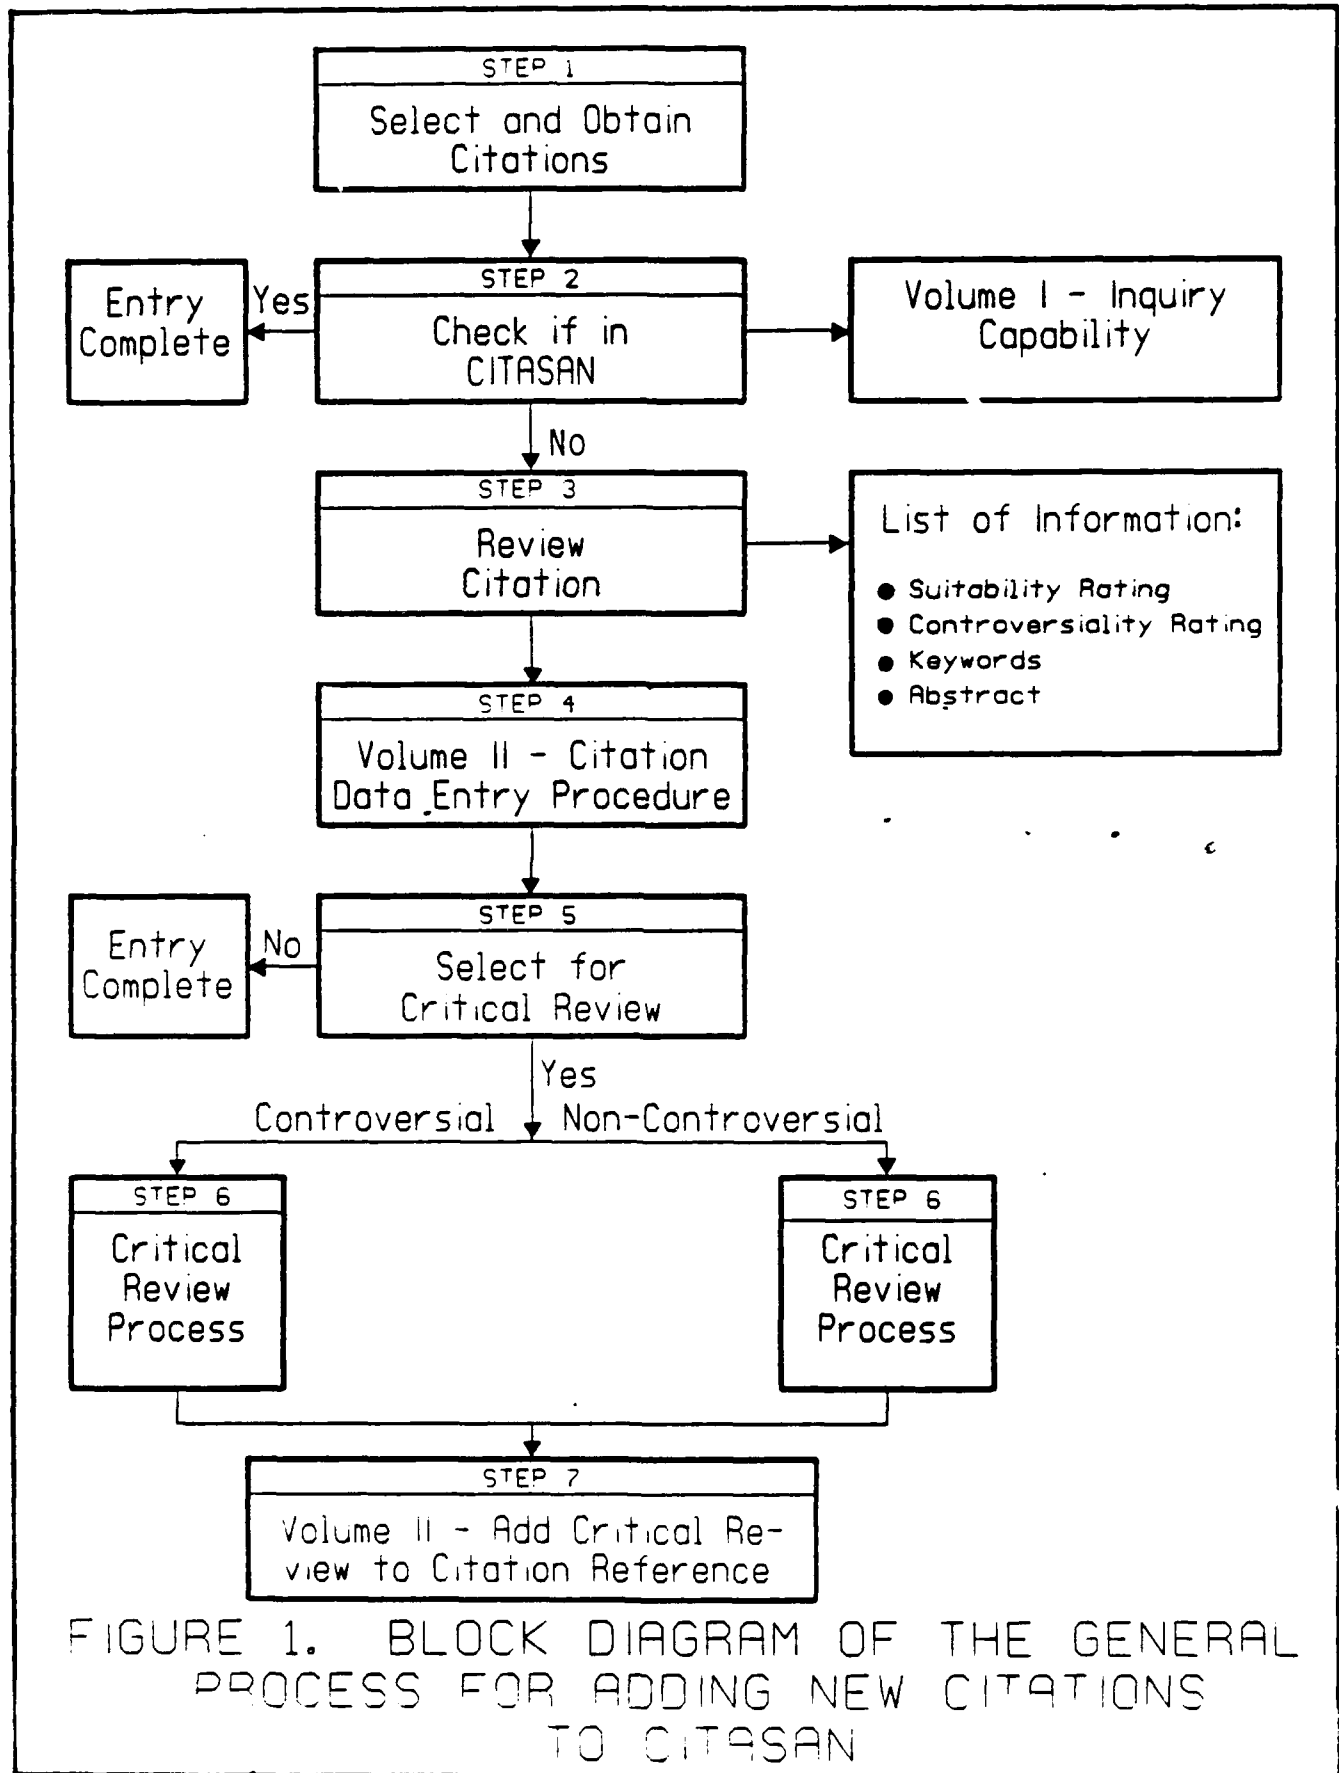 STEP 1
Select and Obtain
Citations
Entry
Complete
Yes
STEP 2
Check if in
CITASAN
Volume I - Inquiry
Capability
No
STEP 3
Review
Citation
List of Information:
● Suitability Rating
● Controversiality Rating
● Keywords
● Abstract
STEP 4
Volume II - Citation
Data Entry Procedure
Entry
Complete
No
STEP 5
Select for
Critical Review
Yes
Controversial
Non-Controversial
STEP 6
Critical
Review
Process
STEP 6
Critical
Review
Process
STEP 7
Volume II - Add Critical Re-
view to Citation Reference
FIGURE 1. BLOCK DIAGRAM OF THE GENERAL
PROCESS FOR ADDING NEW CITATIONS
TO CITASAN